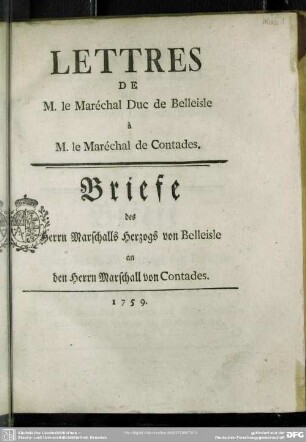 LETTRES
DE
M. le Maréchal Duc de Belleisle
à
M. le Maréchal de Contades.
Briefe
des
Herrn Marschalls Herzogs von Belleisle
an
den Herrn Marschall von Contades.
1759.